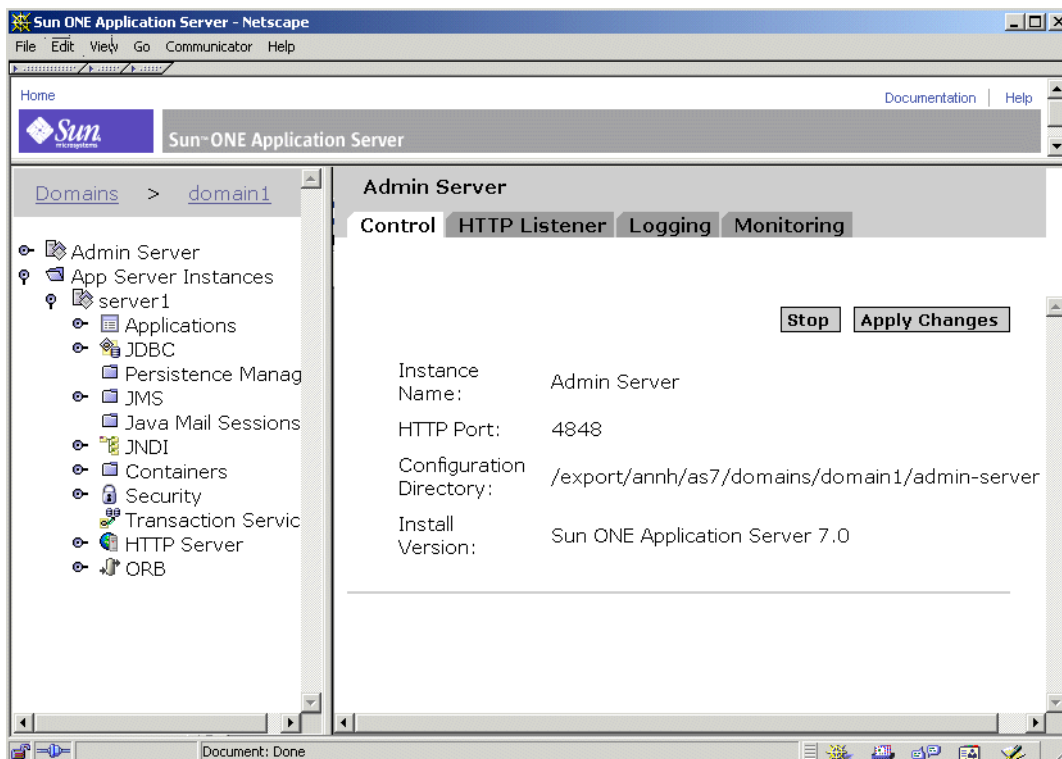 Sun ONE Application Server - Netscape
File Edit View Go Communicator Help
Home
Documentation | Help
Sun
microsystems
Sun™ ONE Application Server
Domains > domain1
Admin Server
App Server Instances
server1
Applications
JDBC
Persistence Manag
JMS
Java Mail Sessions
JNDI
Containers
Security
Transaction Servic
HTTP Server
ORB
Admin Server
Control HTTP Listener Logging Monitoring
Stop Apply Changes
Instance
Name:
Admin Server
HTTP Port: 4848
Configuration
Directory:
/export/annh/as7/domains/domain1/admin-server
Install
Version:
Sun ONE Application Server 7.0
Document: Done